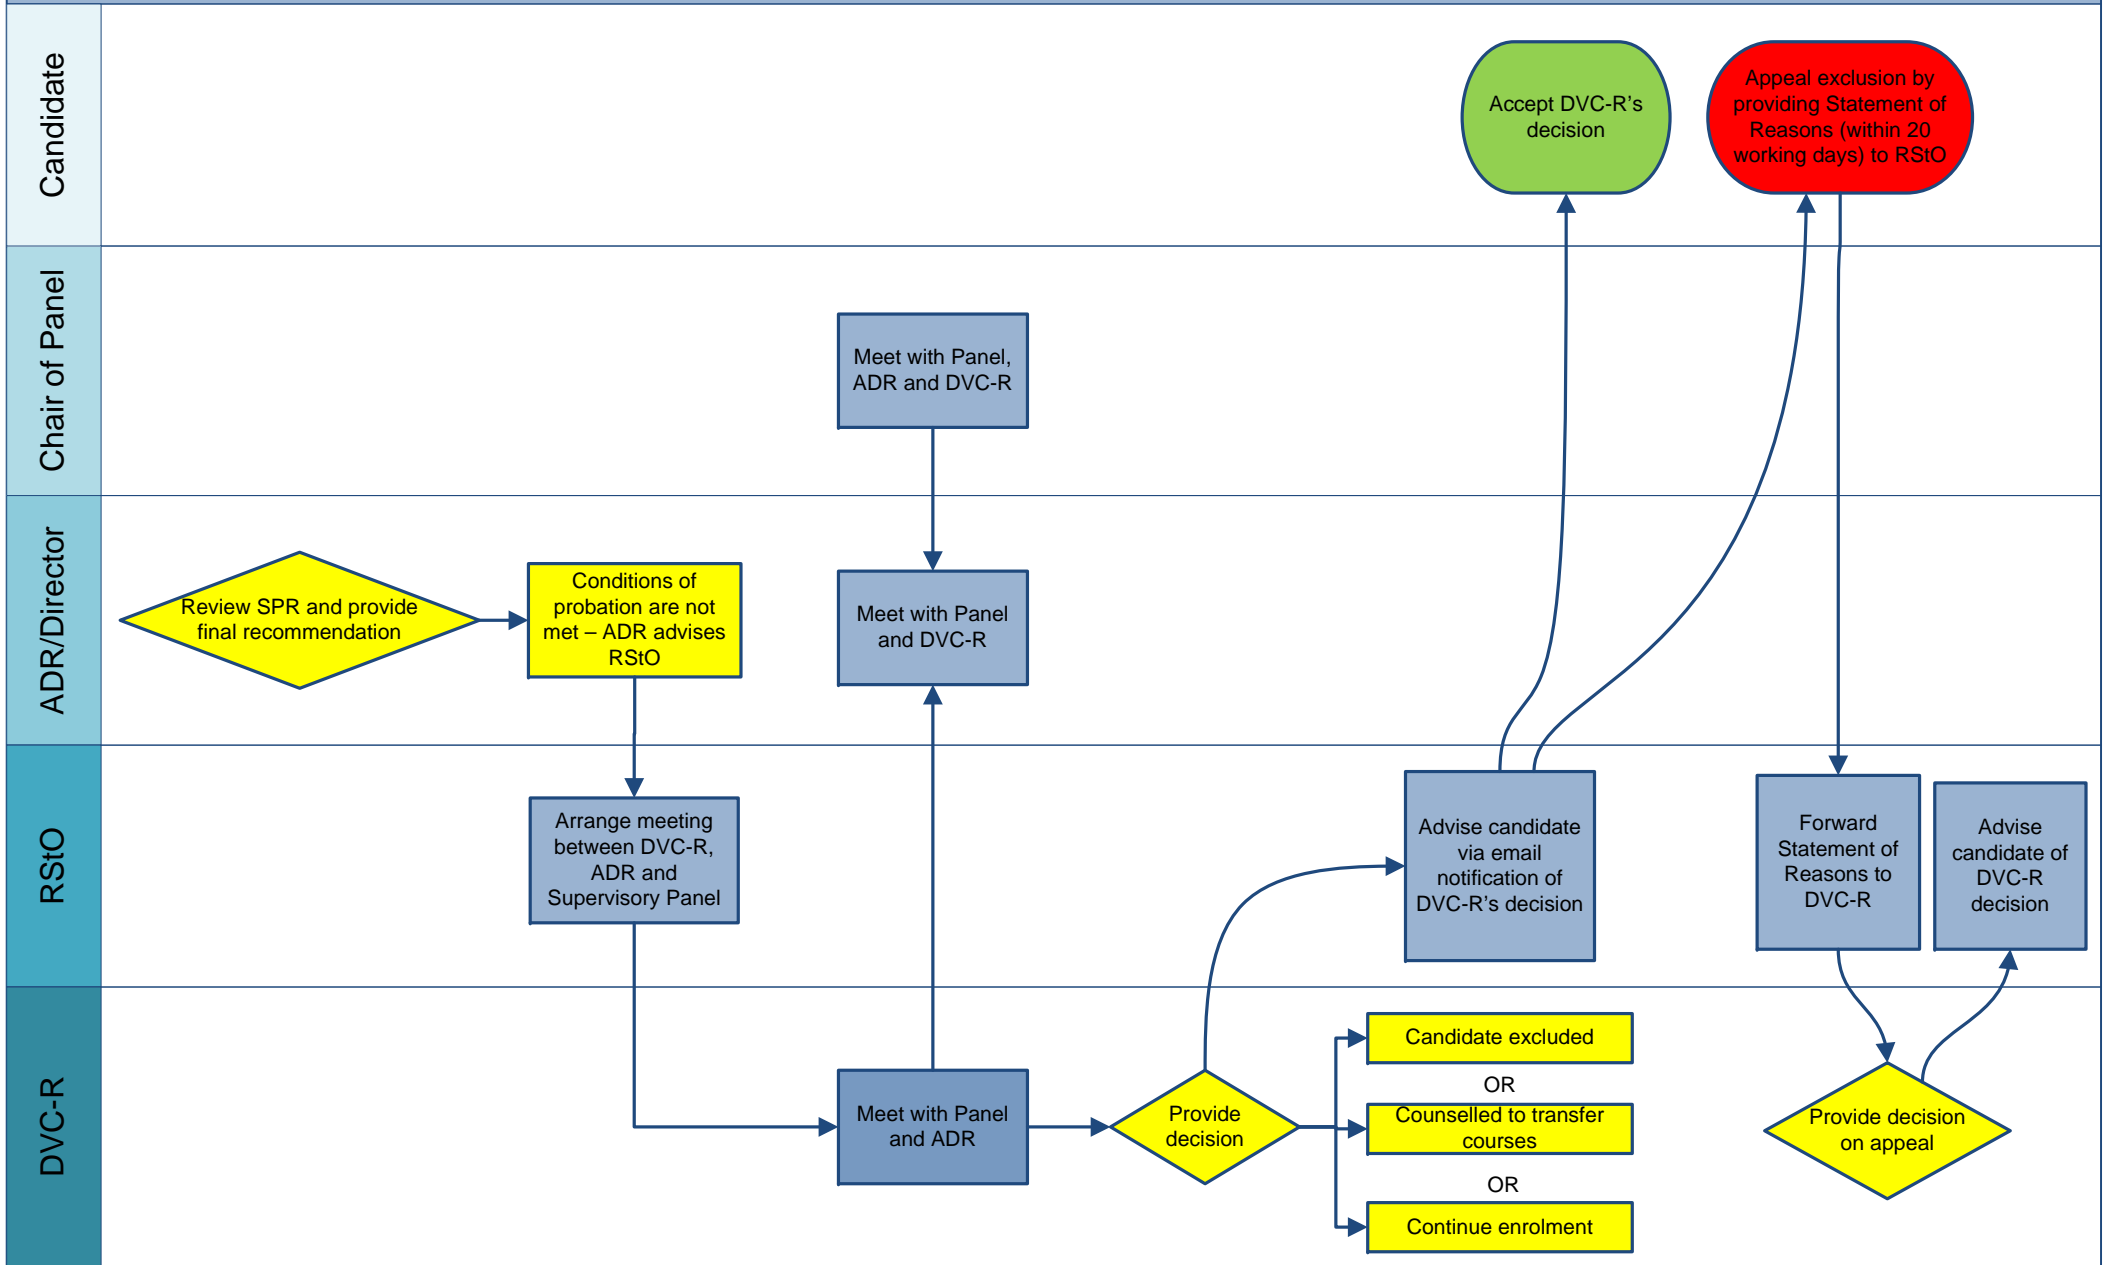 Candidate
Accept DVC-R’s
decision
Appeal exclusion by
providing Statement of
Reasons (within 20
working days) to RStO
Chair of Panel
Meet with Panel,
ADR and DVC-R
ADR/Director
Review SPR and provide
final recommendation
Conditions of
probation are not
met – ADR advises
RStO
Meet with Panel
and DVC-R
RStO
Arrange meeting
between DVC-R,
ADR and
Supervisory Panel
Advise candidate
via email
notification of
DVC-R’s decision
Forward
Statement of
Reasons to
DVC-R
Advise
candidate of
DVC-R
decision
DVC-R
Meet with Panel
and ADR
Provide
decision
Candidate excluded
OR
Counselled to transfer
courses
OR
Continue enrolment
Provide decision
on appeal